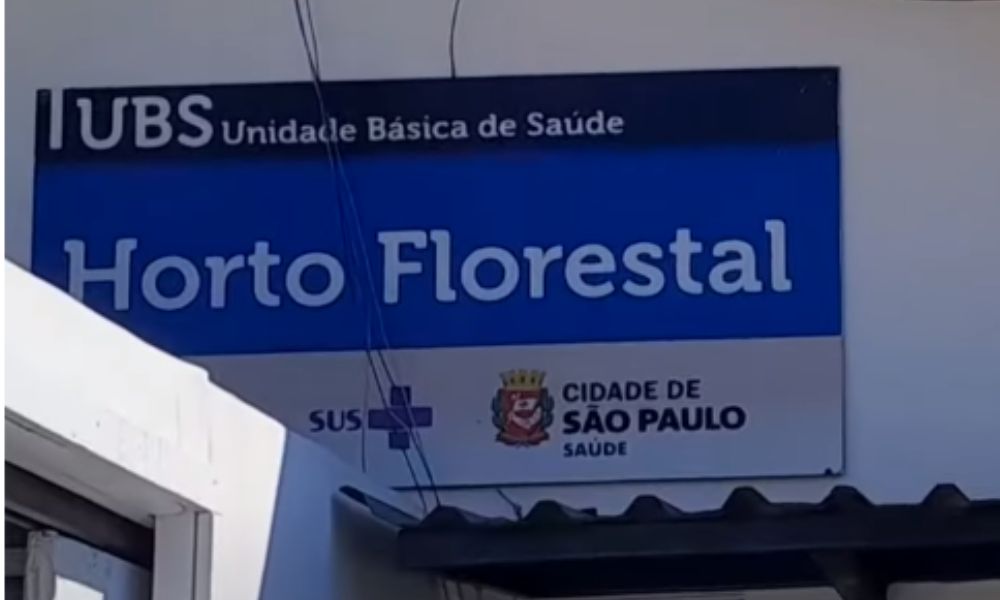 UBS Unidade Básica de Saúde
Horto Florestal
SUS
CIDADE DE
SÃO PAULO
SAÚDE